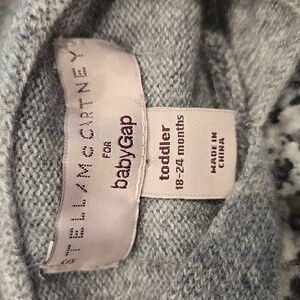 STELLA McCARTNEY
FOR
babyGap
toddler
18-24 months
MADE IN
CHINA